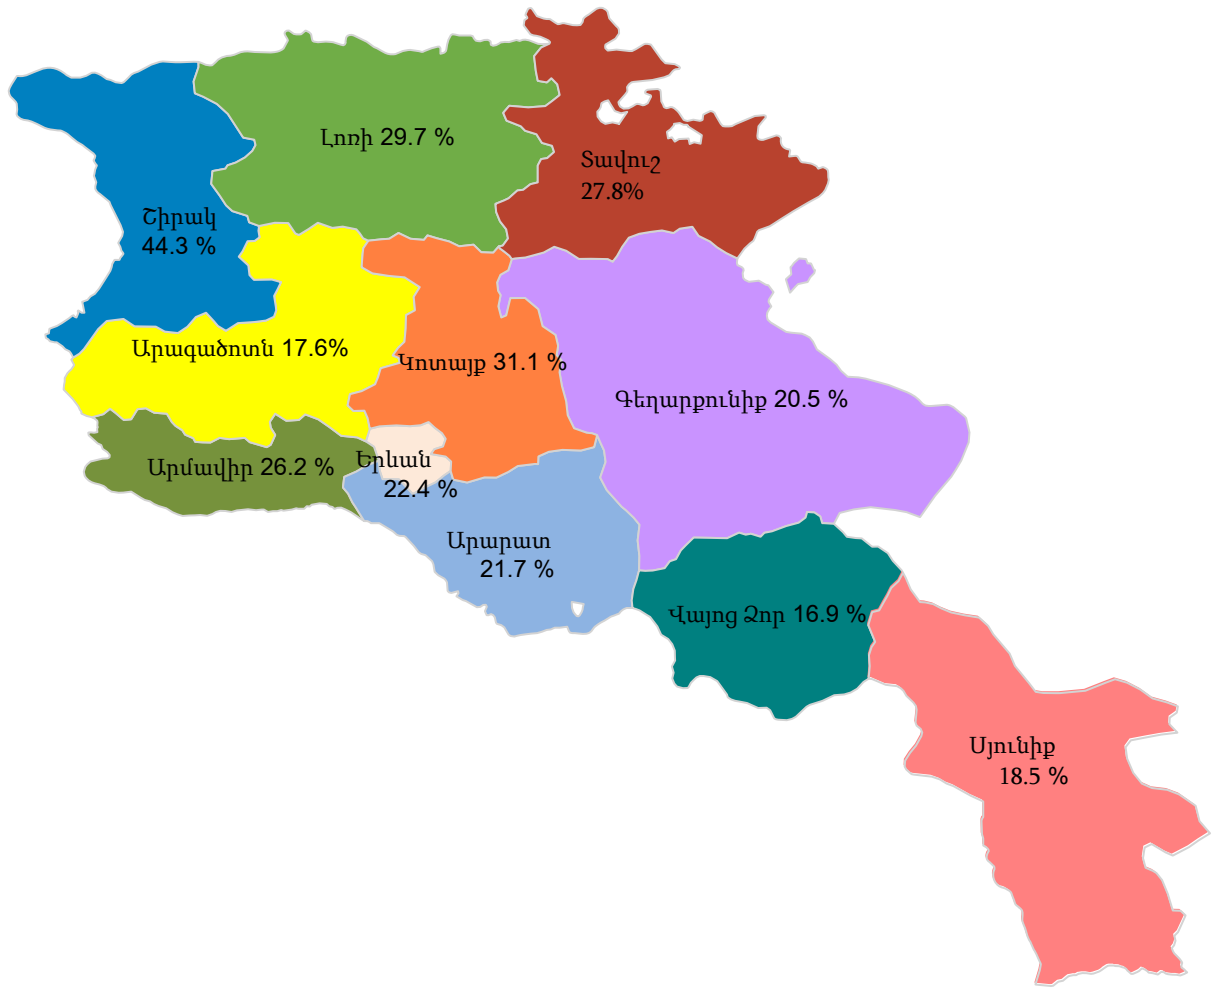 Լոռի 29.7 %
Տավուշ
27.8%
Շիրակ
44.3 %
Արագածոտն 17.6%
Կոտայք 31.1 %
Գեղարքունիք 20.5 %
Արմավիր 26.2 %
Երևան
22.4 %
Արարատ
21.7 %
Վայոց Ձոր 16.9 %
Սյունիք
18.5 %